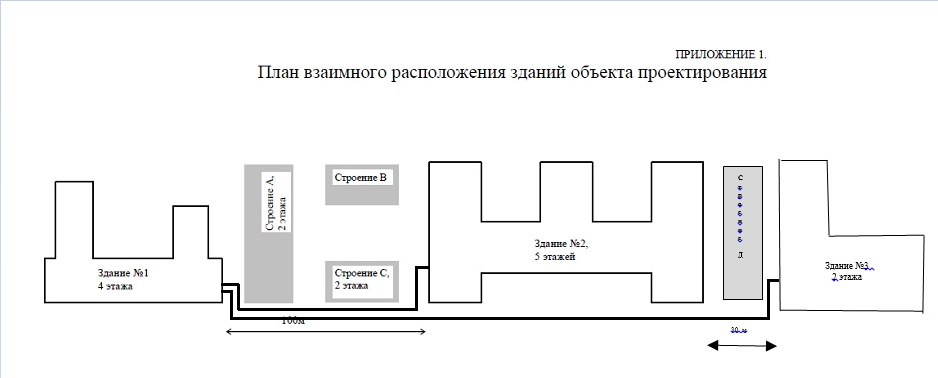 ПРИЛОЖЕНИЕ 1.
План взаимного расположения зданий объекта проектирования
Строение А,
2 этажа
Строение В
Строение С,
2 этажа
Здание №1
4 этажа
Здание №2,
5 этажей
Д
Здание №3
2 этажа
100м